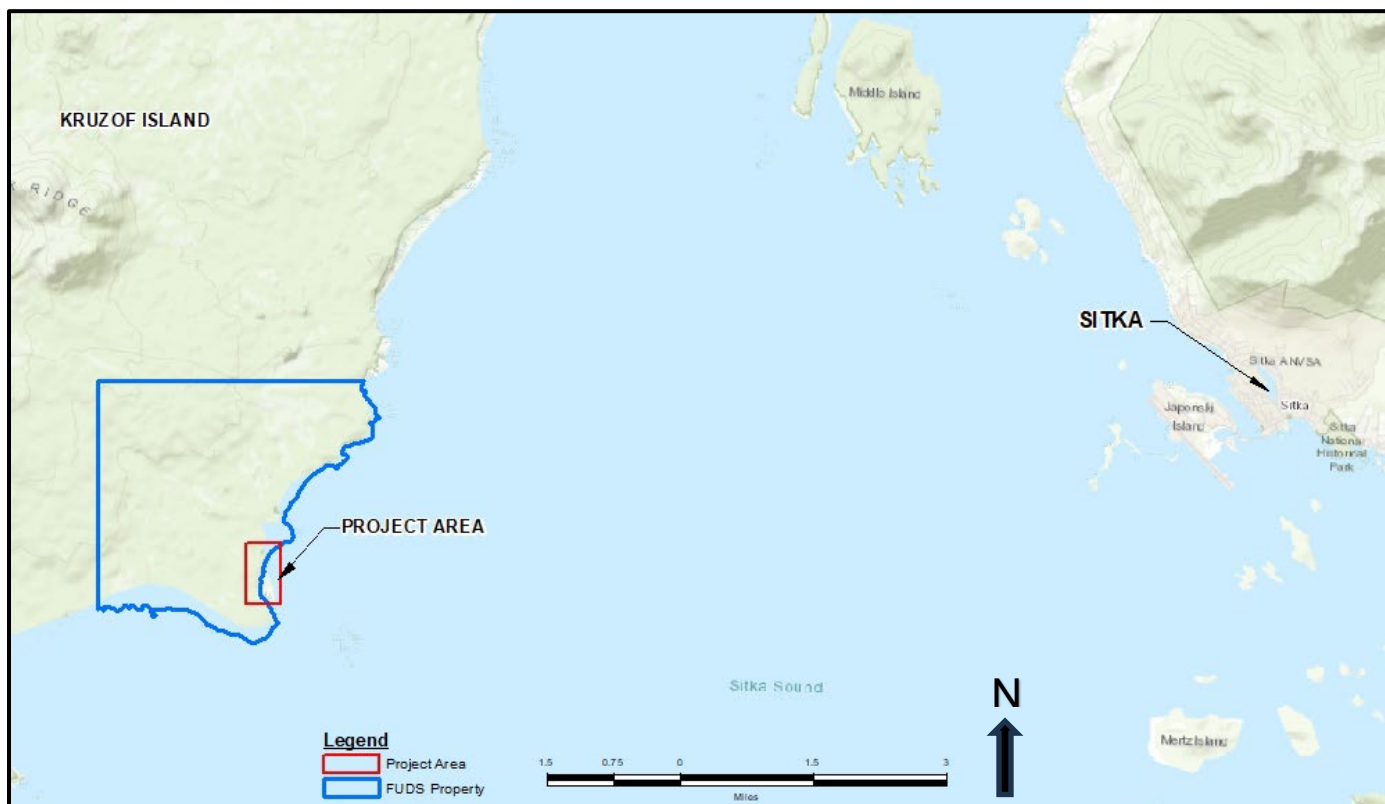 KRUZOF ISLAND
RIDGE
Middle Island
SITKA
Sitka ANVSA
Japonski
Island
Sitka
Sitka
National
Historical
Park
PROJECT AREA
Sitka Sound
N
Mertz Island
Legend
Project Area
FUDS Property
1.5 0.75 0 1.5 3
Miles